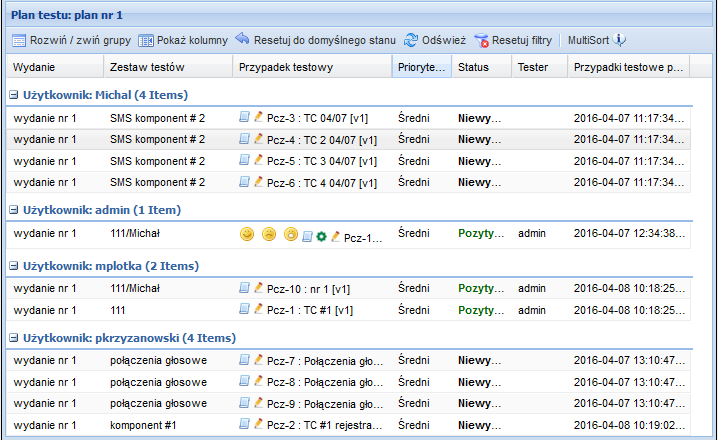 Plan testu: plan nr 1
Rozwiń / zwiń grupy Pokaż kolumny Resetuj do domyślnego stanu Odśwież Resetuj filtry MultiSort
Wydanie Zestaw testów Przypadek testowy Prioryte... Status Tester Przypadki testowe p...
Użytkownik: Michal (4 Items)
wydanie nr 1 SMS komponent # 2 Pcz-3 : TC 04/07 [v1] Średni Niewy...  2016-04-07 11:17:34...
wydanie nr 1 SMS komponent # 2 Pcz-4 : TC 2 04/07 [v1] Średni Niewy...  2016-04-07 11:17:34...
wydanie nr 1 SMS komponent # 2 Pcz-5 : TC 3 04/07 [v1] Średni Niewy...  2016-04-07 11:17:34...
wydanie nr 1 SMS komponent # 2 Pcz-6 : TC 4 04/07 [v1] Średni Niewy...  2016-04-07 11:17:34...
Użytkownik: admin (1 Item)
wydanie nr 1 111/Michał Pcz-1... Średni Pozyty... admin 2016-04-07 12:34:38...
Użytkownik: mplotka (2 Items)
wydanie nr 1 111/Michał Pcz-10 : nr 1 [v1] Średni Pozyty... admin 2016-04-08 10:18:25...
wydanie nr 1 111 Pcz-1 : TC #1 [v1] Średni Pozyty... admin 2016-04-08 10:18:25...
Użytkownik: pkrzyzanowski (4 Items)
wydanie nr 1 połączenia głosowe Pcz-7 : Połączenia gło... Średni Niewy... 2016-04-07 13:10:47...
wydanie nr 1 połączenia głosowe Pcz-8 : Połączenia gło... Średni Niewy... 2016-04-07 13:10:47...
wydanie nr 1 połączenia głosowe Pcz-9 : Połączenia gło... Średni Niewy... 2016-04-07 13:10:47...
wydanie nr 1 komponent #1 Pcz-2 : TC #1 rejestra... Średni Niewy... 2016-04-08 10:19:02...